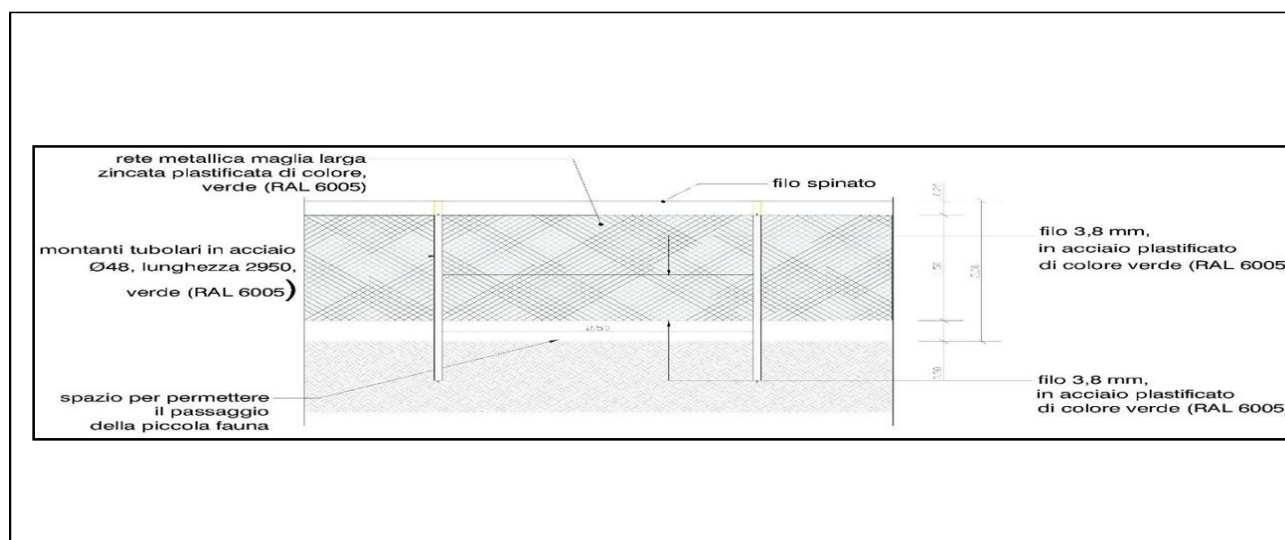 rete metallica maglia larga
zincata plastificata di colore,
verde (RAL 6005)
filo spinato
montanti tubolari in acciaio
Ø48, lunghezza 2950,
verde (RAL 6005)
filo 3,8 mm,
in acciaio plastificato
di colore verde (RAL 6005
spazio per permettere
il passaggio
della piccola fauna
filo 3,8 mm,
in acciaio plastificato
di colore verde (RAL 6005